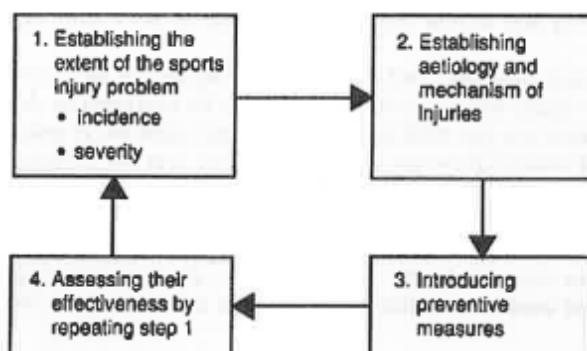 1. Establishing the
extent of the sports
injury problem
• incidence
• severity
2. Establishing
aetiology and
mechanism of
Injuries
3. Introducing
preventive
measures
4. Assessing their
effectiveness by
repeating step 1